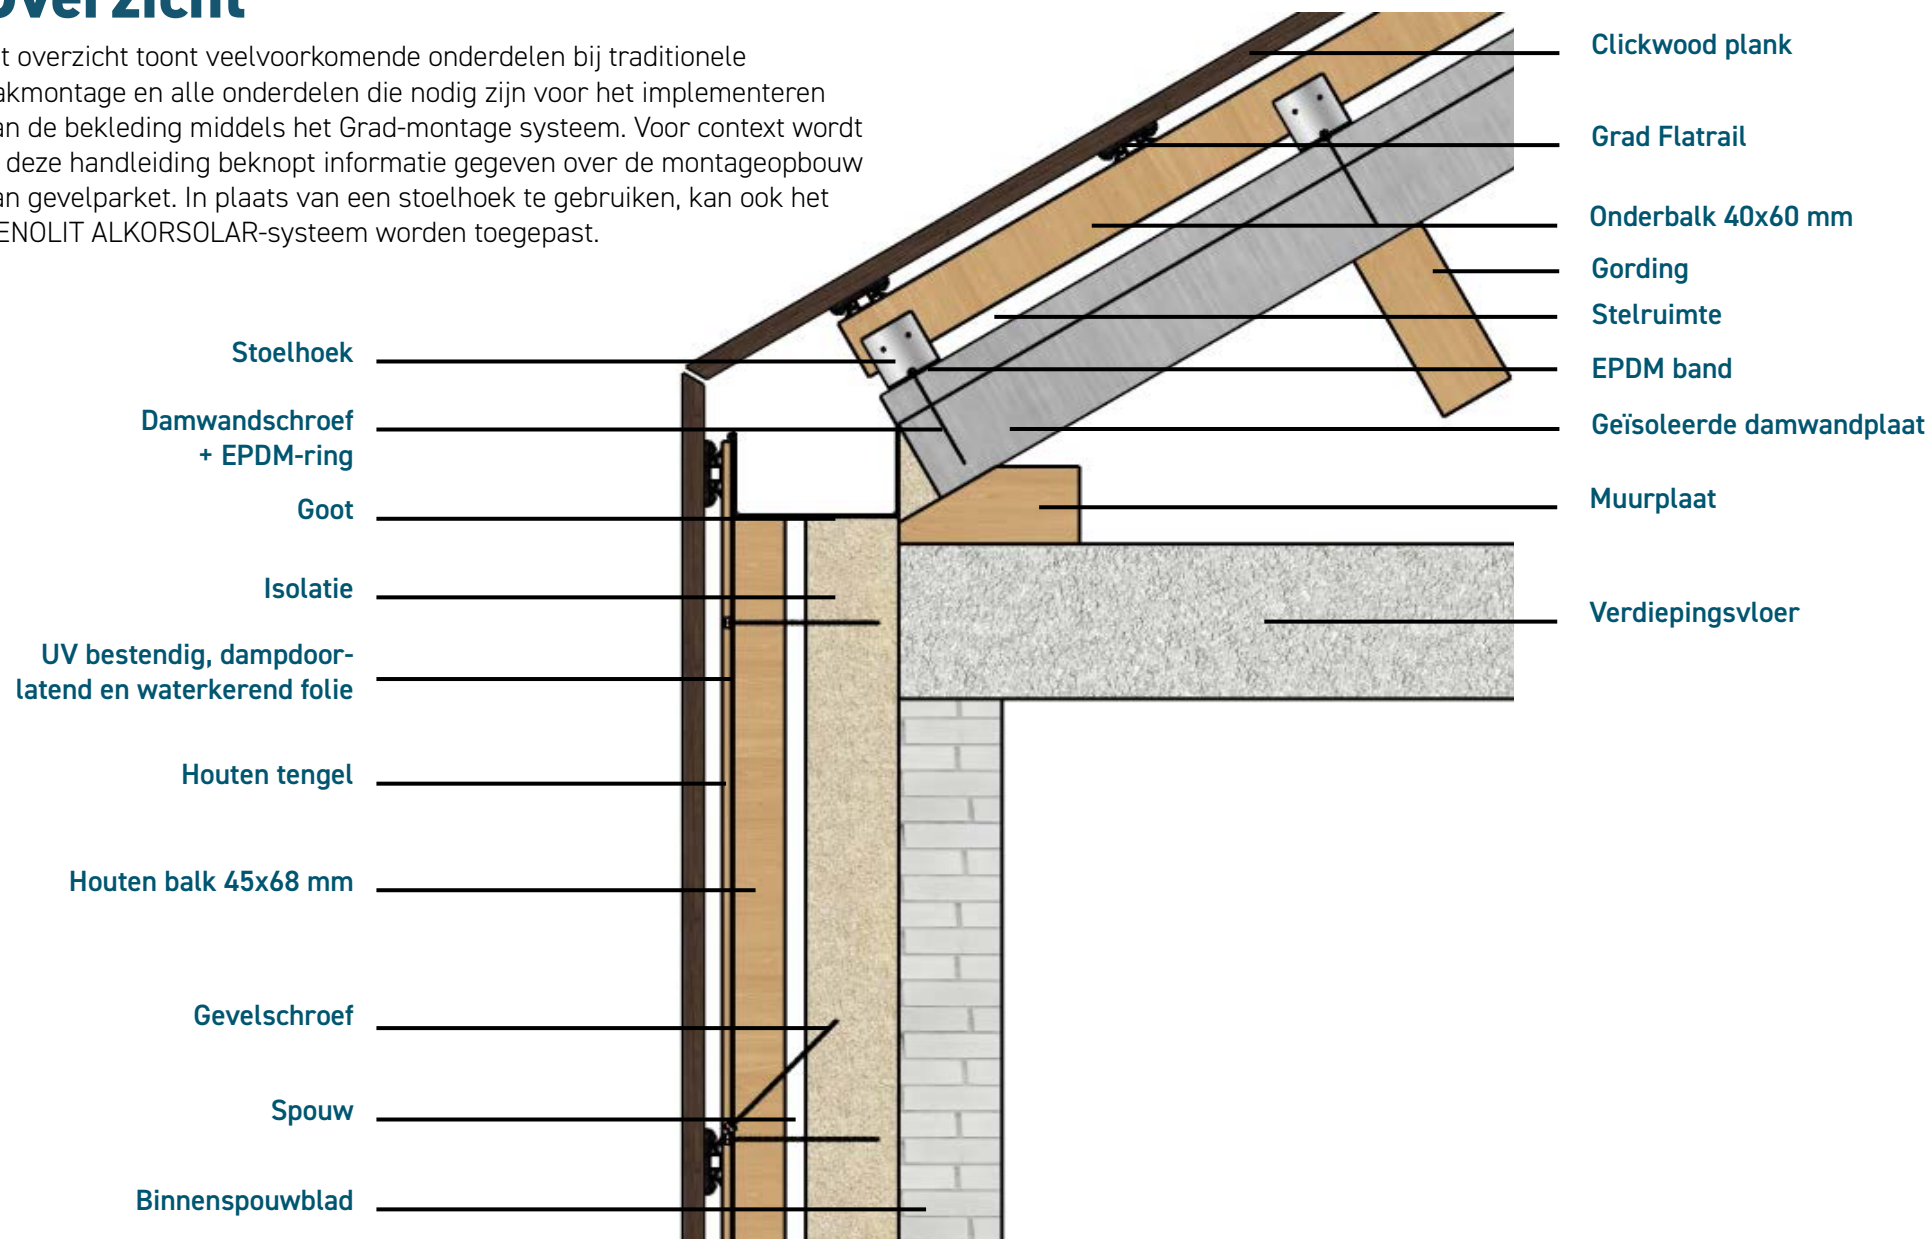 overzicht
t overzicht toont veelvoorkomende onderdelen bij traditionele
akmontage en alle onderdelen die nodig zijn voor het implementeren
an de bekleding middels het Grad-montage systeem. Voor context wordt
deze handleiding beknopt informatie gegeven over de montageopbouw
an gevelparket. In plaats van een stoelhoek te gebruiken, kan ook het
ENOLIT ALKORSOLAR-systeem worden toegepast.
Stoelhoek
Damwandschroef
+ EPDM-ring
Goot
Isolatie
UV bestendig, dampdoor-
latend en waterkerend folie
Houten tengel
Houten balk 45x68 mm
Gevelschroef
Spouw
Binnenspouwblad
Clickwood plank
Grad Flatrail
Onderbalk 40x60 mm
Gording
Stelruimte
EPDM band
Geïsoleerde damwandplaat
Muurplaat
Verdiepingsvloer